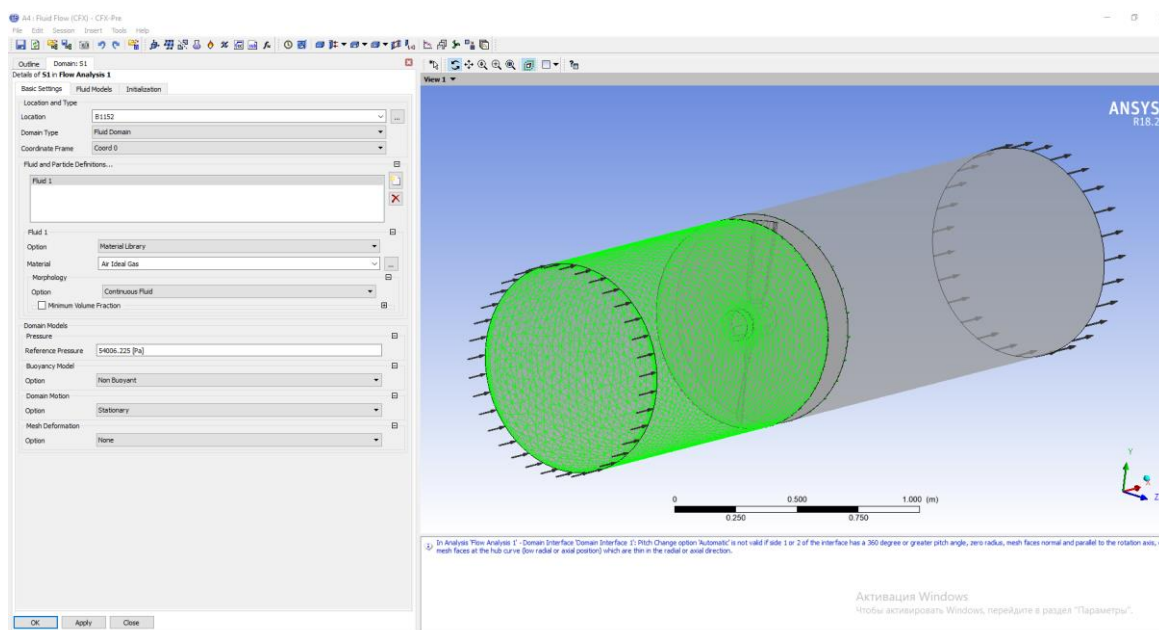 A4 : Fluid Flow (CFX) - CFX-Pre
File Edit Session Insert Tools Help
Outline Domain: S1
Details of S1 in Flow Analysis 1
Basic Settings Fluid Models Initialization
Location and Type
Location B1152
Domain Type Fluid Domain
Coordinate Frame Coord 0
Fluid and Particle Definitions...
Fluid 1
Fluid 1
Option Material Library
Material Air Ideal Gas
Morphology
Option Continuous Fluid
Minimum Volume Fraction
Domain Models
Pressure
Reference Pressure 54006.225 [Pa]
Buoyancy Model
Option Non Buoyant
Domain Motion
Option Stationary
Mesh Deformation
Option None
OK Apply Close
View 1
ANSYS
R18.2
Y
X
Z
0 0.500 1.000 (m)
0.250 0.750
In Analysis 'Flow Analysis 1' - Domain Interface 'Domain Interface 1': Pitch Change option 'Automatic' is not valid if side 1 or 2 of the interface has a 360 degree or greater pitch angle, zero radius, mesh faces normal and parallel to the rotation axis,
mesh faces at the hub curve (low radial or axial position) which are thin in the radial or axial direction.
Активация Windows
Чтобы активировать Windows, перейдите в раздел "Параметры".